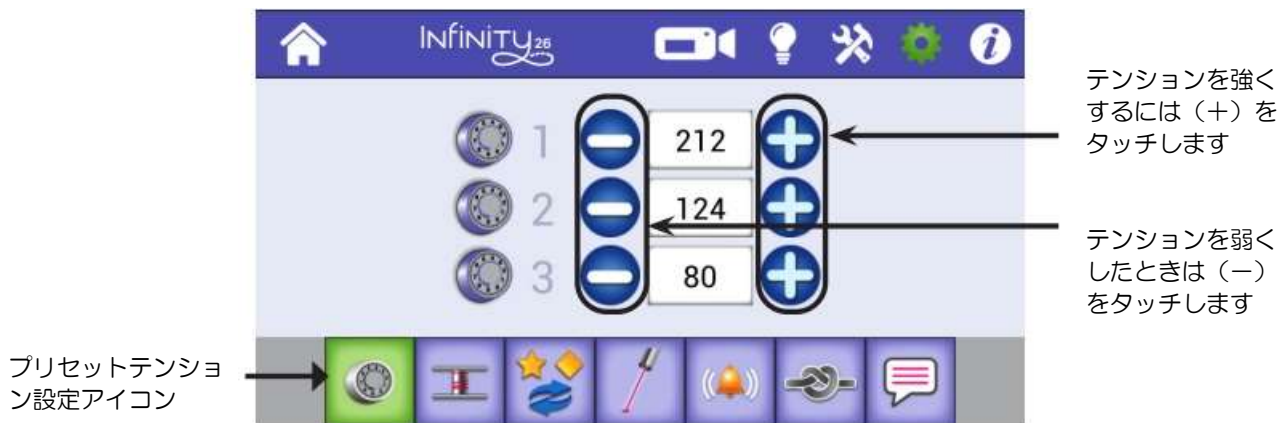 INFINITY 26
テンションを強く
するには（＋）を
タッチします
1 212
2 124
3 80
テンションを弱く
したときは（－）
をタッチします
プリセットテンショ
ン設定アイコン